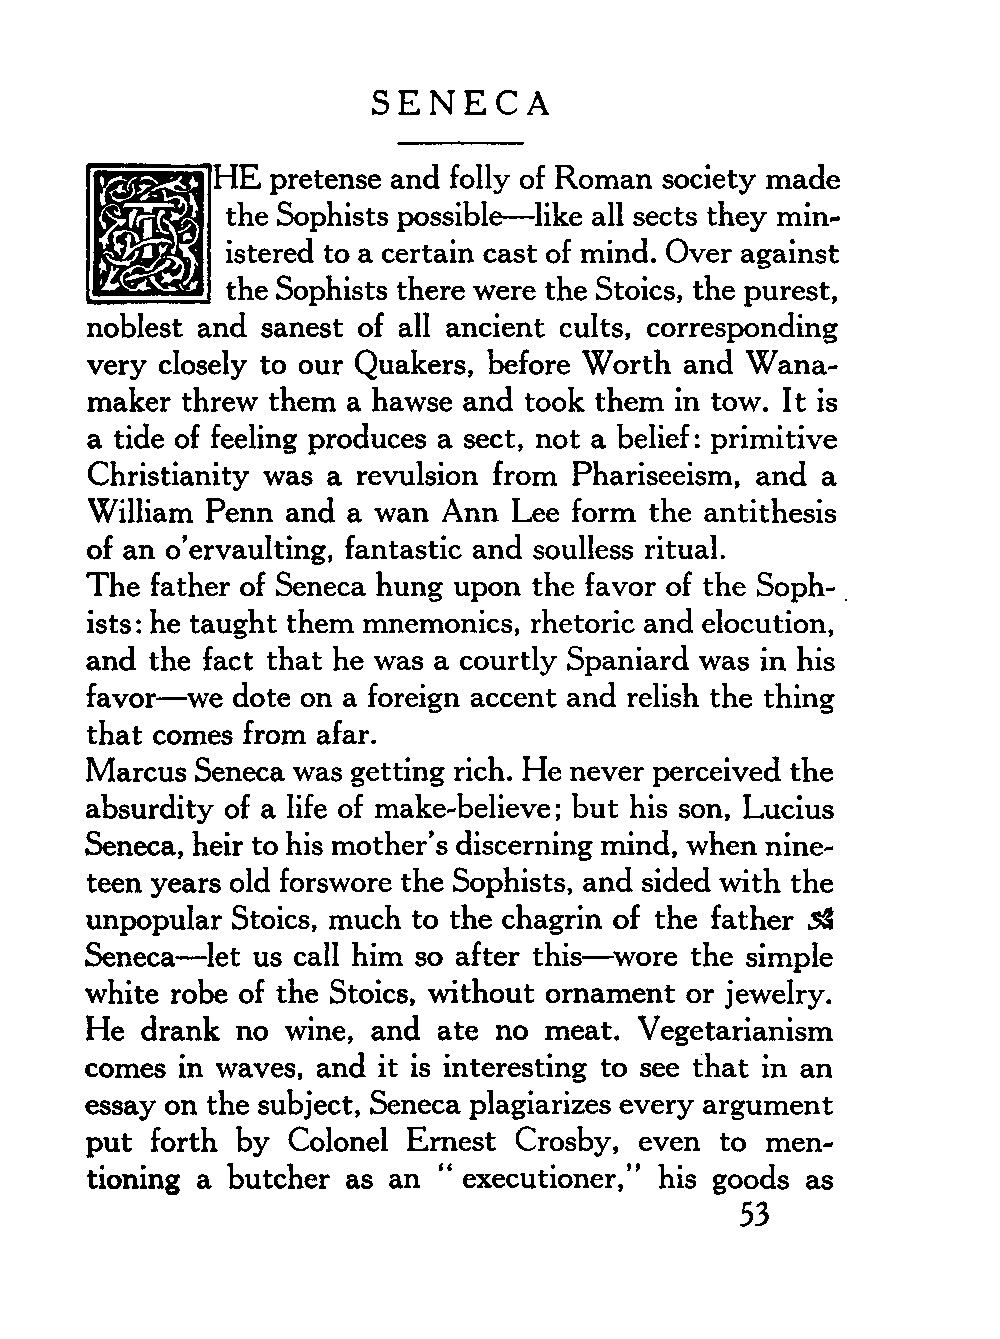 SENECA
THE pretense and folly of Roman society made
the Sophists possible—like all sects they min-
istered to a certain cast of mind. Over against
the Sophists there were the Stoics, the purest,
noblest and sanest of all ancient cults, corresponding
very closely to our Quakers, before Worth and Wana-
maker threw them a hawse and took them in tow. It is
a tide of feeling produces a sect, not a belief: primitive
Christianity was a revulsion from Phariseeism, and a
William Penn and a wan Ann Lee form the antithesis
of an o'ervaulting, fantastic and soulless ritual.
The father of Seneca hung upon the favor of the Soph-
ists: he taught them mnemonics, rhetoric and elocution,
and the fact that he was a courtly Spaniard was in his
favor—we dote on a foreign accent and relish the thing
that comes from afar.
Marcus Seneca was getting rich. He never perceived the
absurdity of a life of make-believe; but his son, Lucius
Seneca, heir to his mother's discerning mind, when nine-
teen years old forswore the Sophists, and sided with the
unpopular Stoics, much to the chagrin of the father
Seneca—let us call him so after this—wore the simple
white robe of the Stoics, without ornament or jewelry.
He drank no wine, and ate no meat. Vegetarianism
comes in waves, and it is interesting to see that in an
essay on the subject, Seneca plagiarizes every argument
put forth by Colonel Ernest Crosby, even to men-
tioning a butcher as an "executioner," his goods as
53